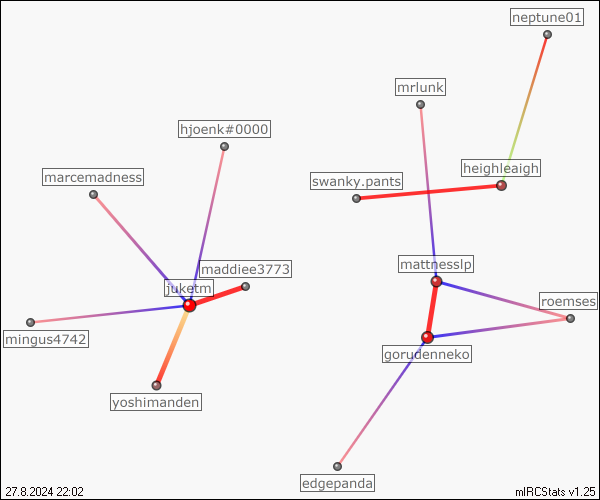 neptune01
mrlunk
hjoenk#0000
heighleaigh
marcemadness
swanky.pants
mattnesslp
maddiee3773
juketm
roemses
mingus4742
gorudenneko
yoshimanden
edgepanda
27.8.2024 22:02
mIRCStats v1.25